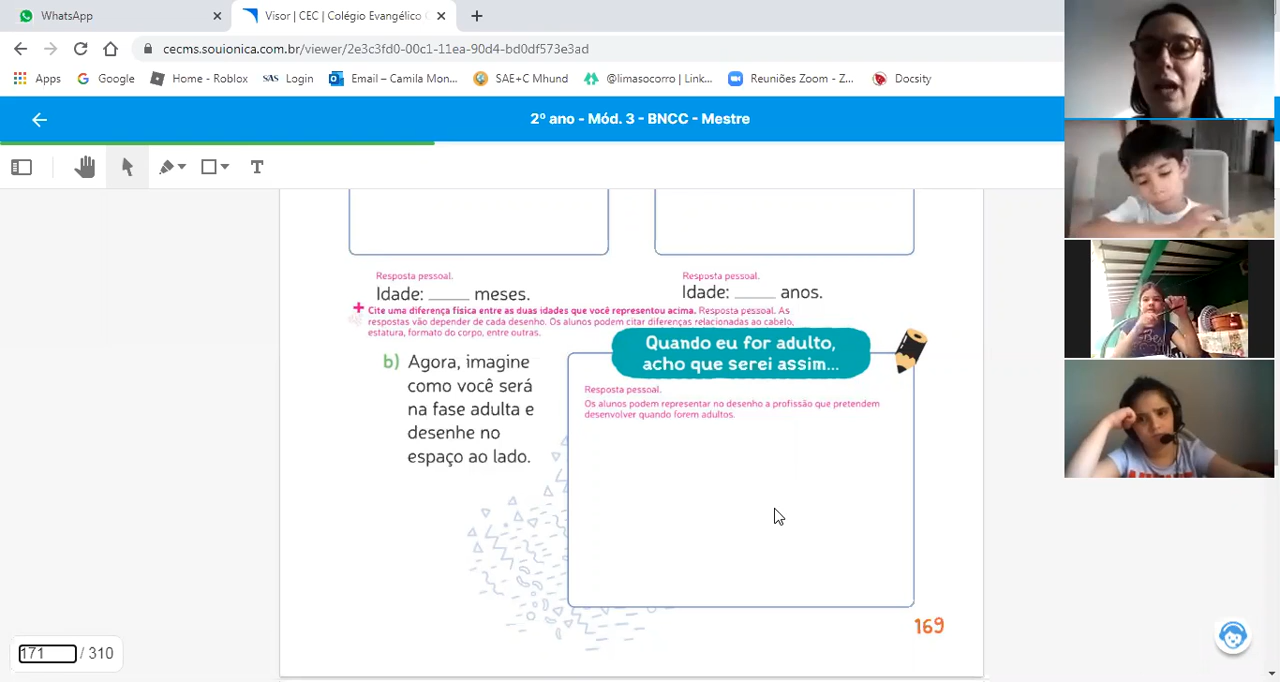 WhatsApp
Visor | CEC | Colégio Evangélico
cecms.souionica.com.br/viewer/2e3c3fd0-00c1-11ea-90d4-bd0df573e3ad
Apps Google Home - Roblox SAS Login Email – Camila Mon... SAE+C Mhund @limasocorro | Link... Reuniões Zoom - Z... Docsity
2º ano - Mód. 3 - BNCC - Mestre
T
Resposta pessoal.
Idade: _____ meses.
Resposta pessoal.
Idade: _____ anos.
+ Cite uma diferença física entre as duas idades que você representou acima. Resposta pessoal. As
respostas vão depender de cada desenho. Os alunos podem citar diferenças relacionadas ao cabelo,
estatura, formato do corpo, entre outras.
b) Agora, imagine
como você será
na fase adulta e
desenhe no
espaço ao lado.
Quando eu for adulto,
acho que serei assim...
Resposta pessoal.
Os alunos podem representar no desenho a profissão que pretendem
desenvolver quando forem adultos.
169
171 / 310